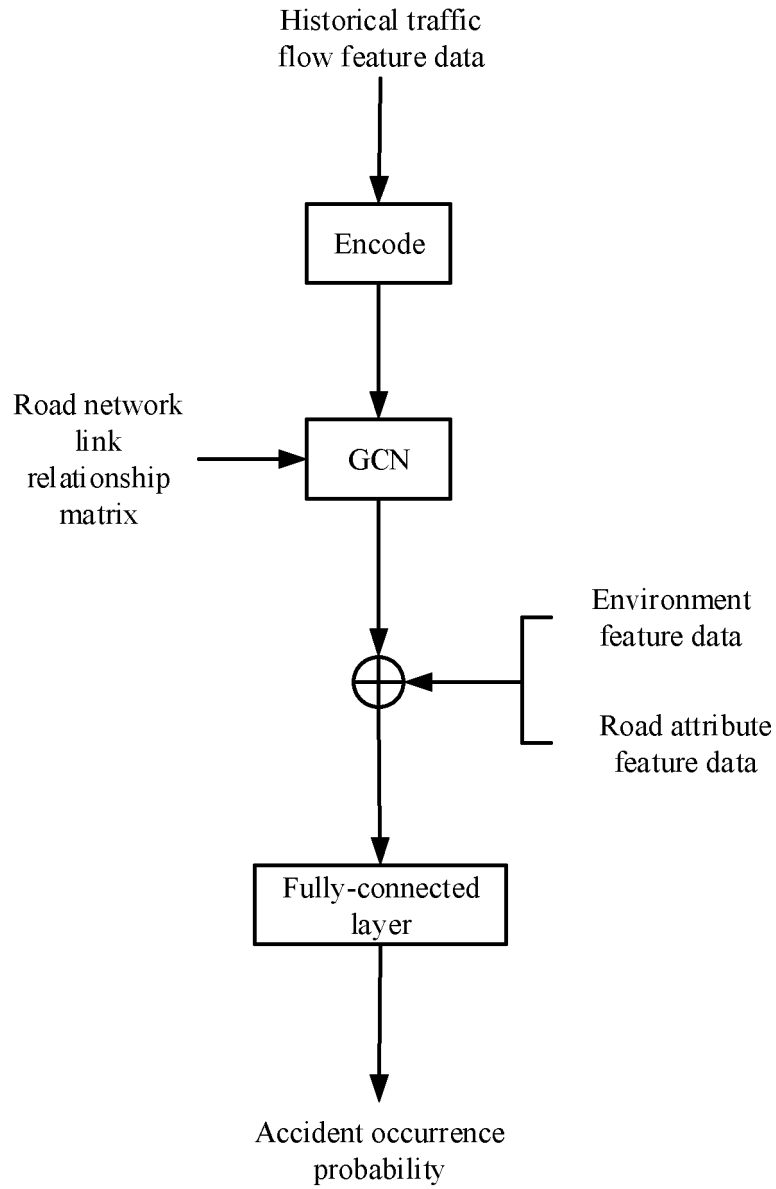 Historical traffic
flow feature data
Encode
Road network
link
relationship
matrix
GCN
Environment
feature data
Road attribute
feature data
Fully-connected
layer
Accident occurrence
probability